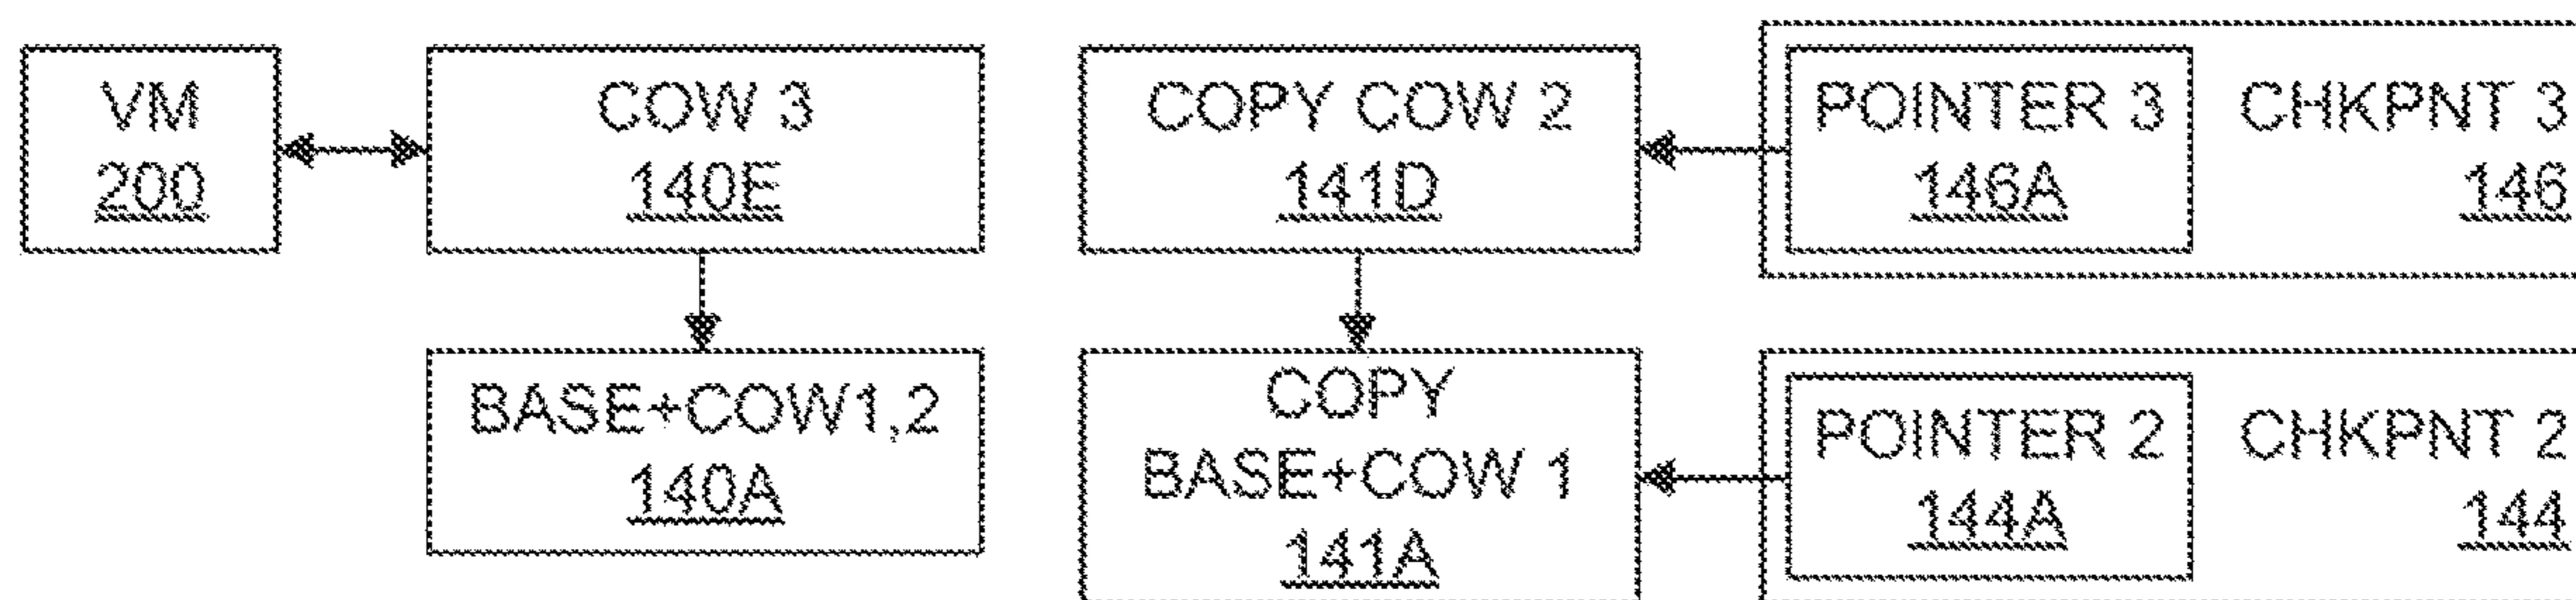 VM
200
COW 3
140E
COPY COW 2
141D
POINTER 3
146A
CHKPNT 3
146
BASE+COW1,2
140A
COPY
BASE+COW 1
141A
POINTER 2
144A
CHKPNT 2
144